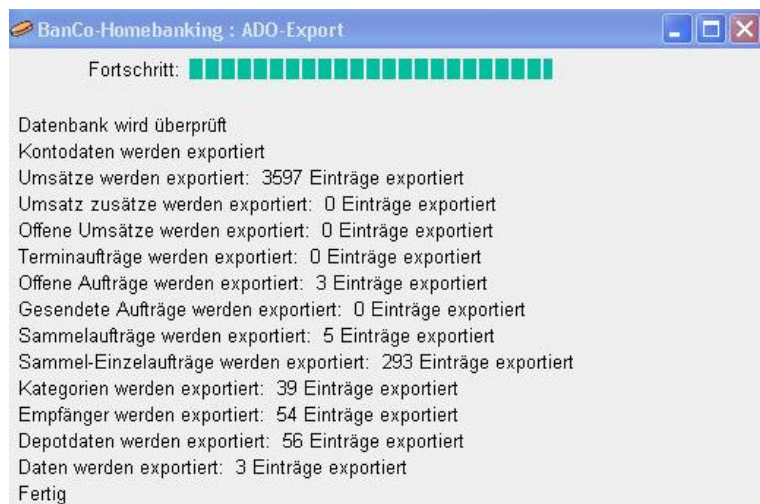 BanCo-Homebanking : ADO-Export
Fortschritt:
Datenbank wird überprüft
Kontodaten werden exportiert
Umsätze werden exportiert: 3597 Einträge exportiert
Umsatz zusätze werden exportiert: 0 Einträge exportiert
Offene Umsätze werden exportiert: 0 Einträge exportiert
Terminaufträge werden exportiert: 0 Einträge exportiert
Offene Aufträge werden exportiert: 3 Einträge exportiert
Gesendete Aufträge werden exportiert: 0 Einträge exportiert
Sammelaufträge werden exportiert: 5 Einträge exportiert
Sammel-Einzelaufträge werden exportiert: 293 Einträge exportiert
Kategorien werden exportiert: 39 Einträge exportiert
Empfänger werden exportiert: 54 Einträge exportiert
Depotdaten werden exportiert: 56 Einträge exportiert
Daten werden exportiert: 3 Einträge exportiert
Fertig